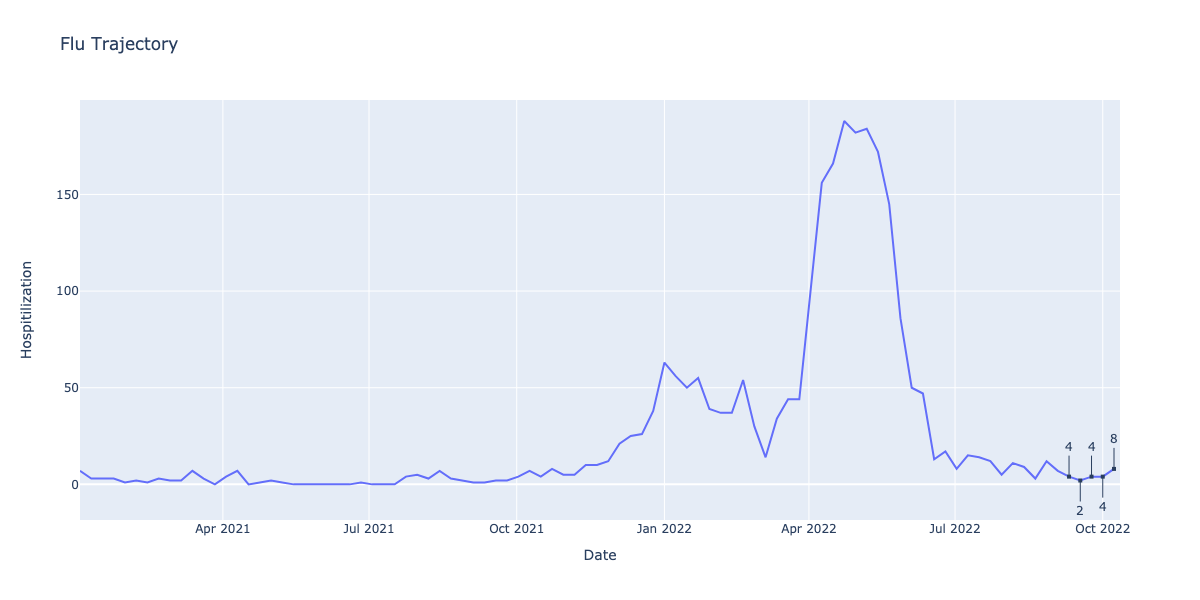 Flu Trajectory
Hospitilization
150
100
50
0
4
2
4
4
8
Apr 2021
Jul 2021
Oct 2021
Jan 2022
Apr 2022
Jul 2022
Oct 2022
Date